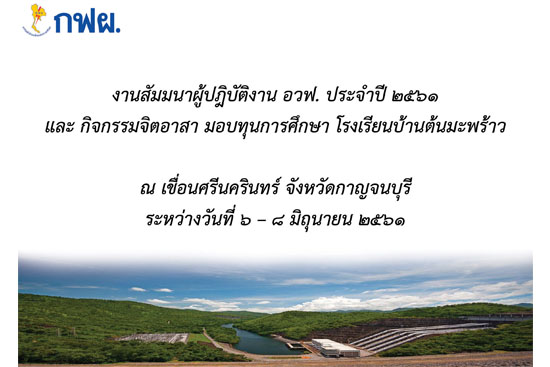 กฟผ.
งานสัมมนาผู้ปฏิบัติงาน อวฟ. ประจำปี ๒๕๖๑
และ กิจกรรมจิตอาสา มอบทุนการศึกษา โรงเรียนบ้านต้นมะพร้าว
ณ เขื่อนศรีนครินทร์ จังหวัดกาญจนบุรี
ระหว่างวันที่ ๖ – ๘ มิถุนายน ๒๕๖๑